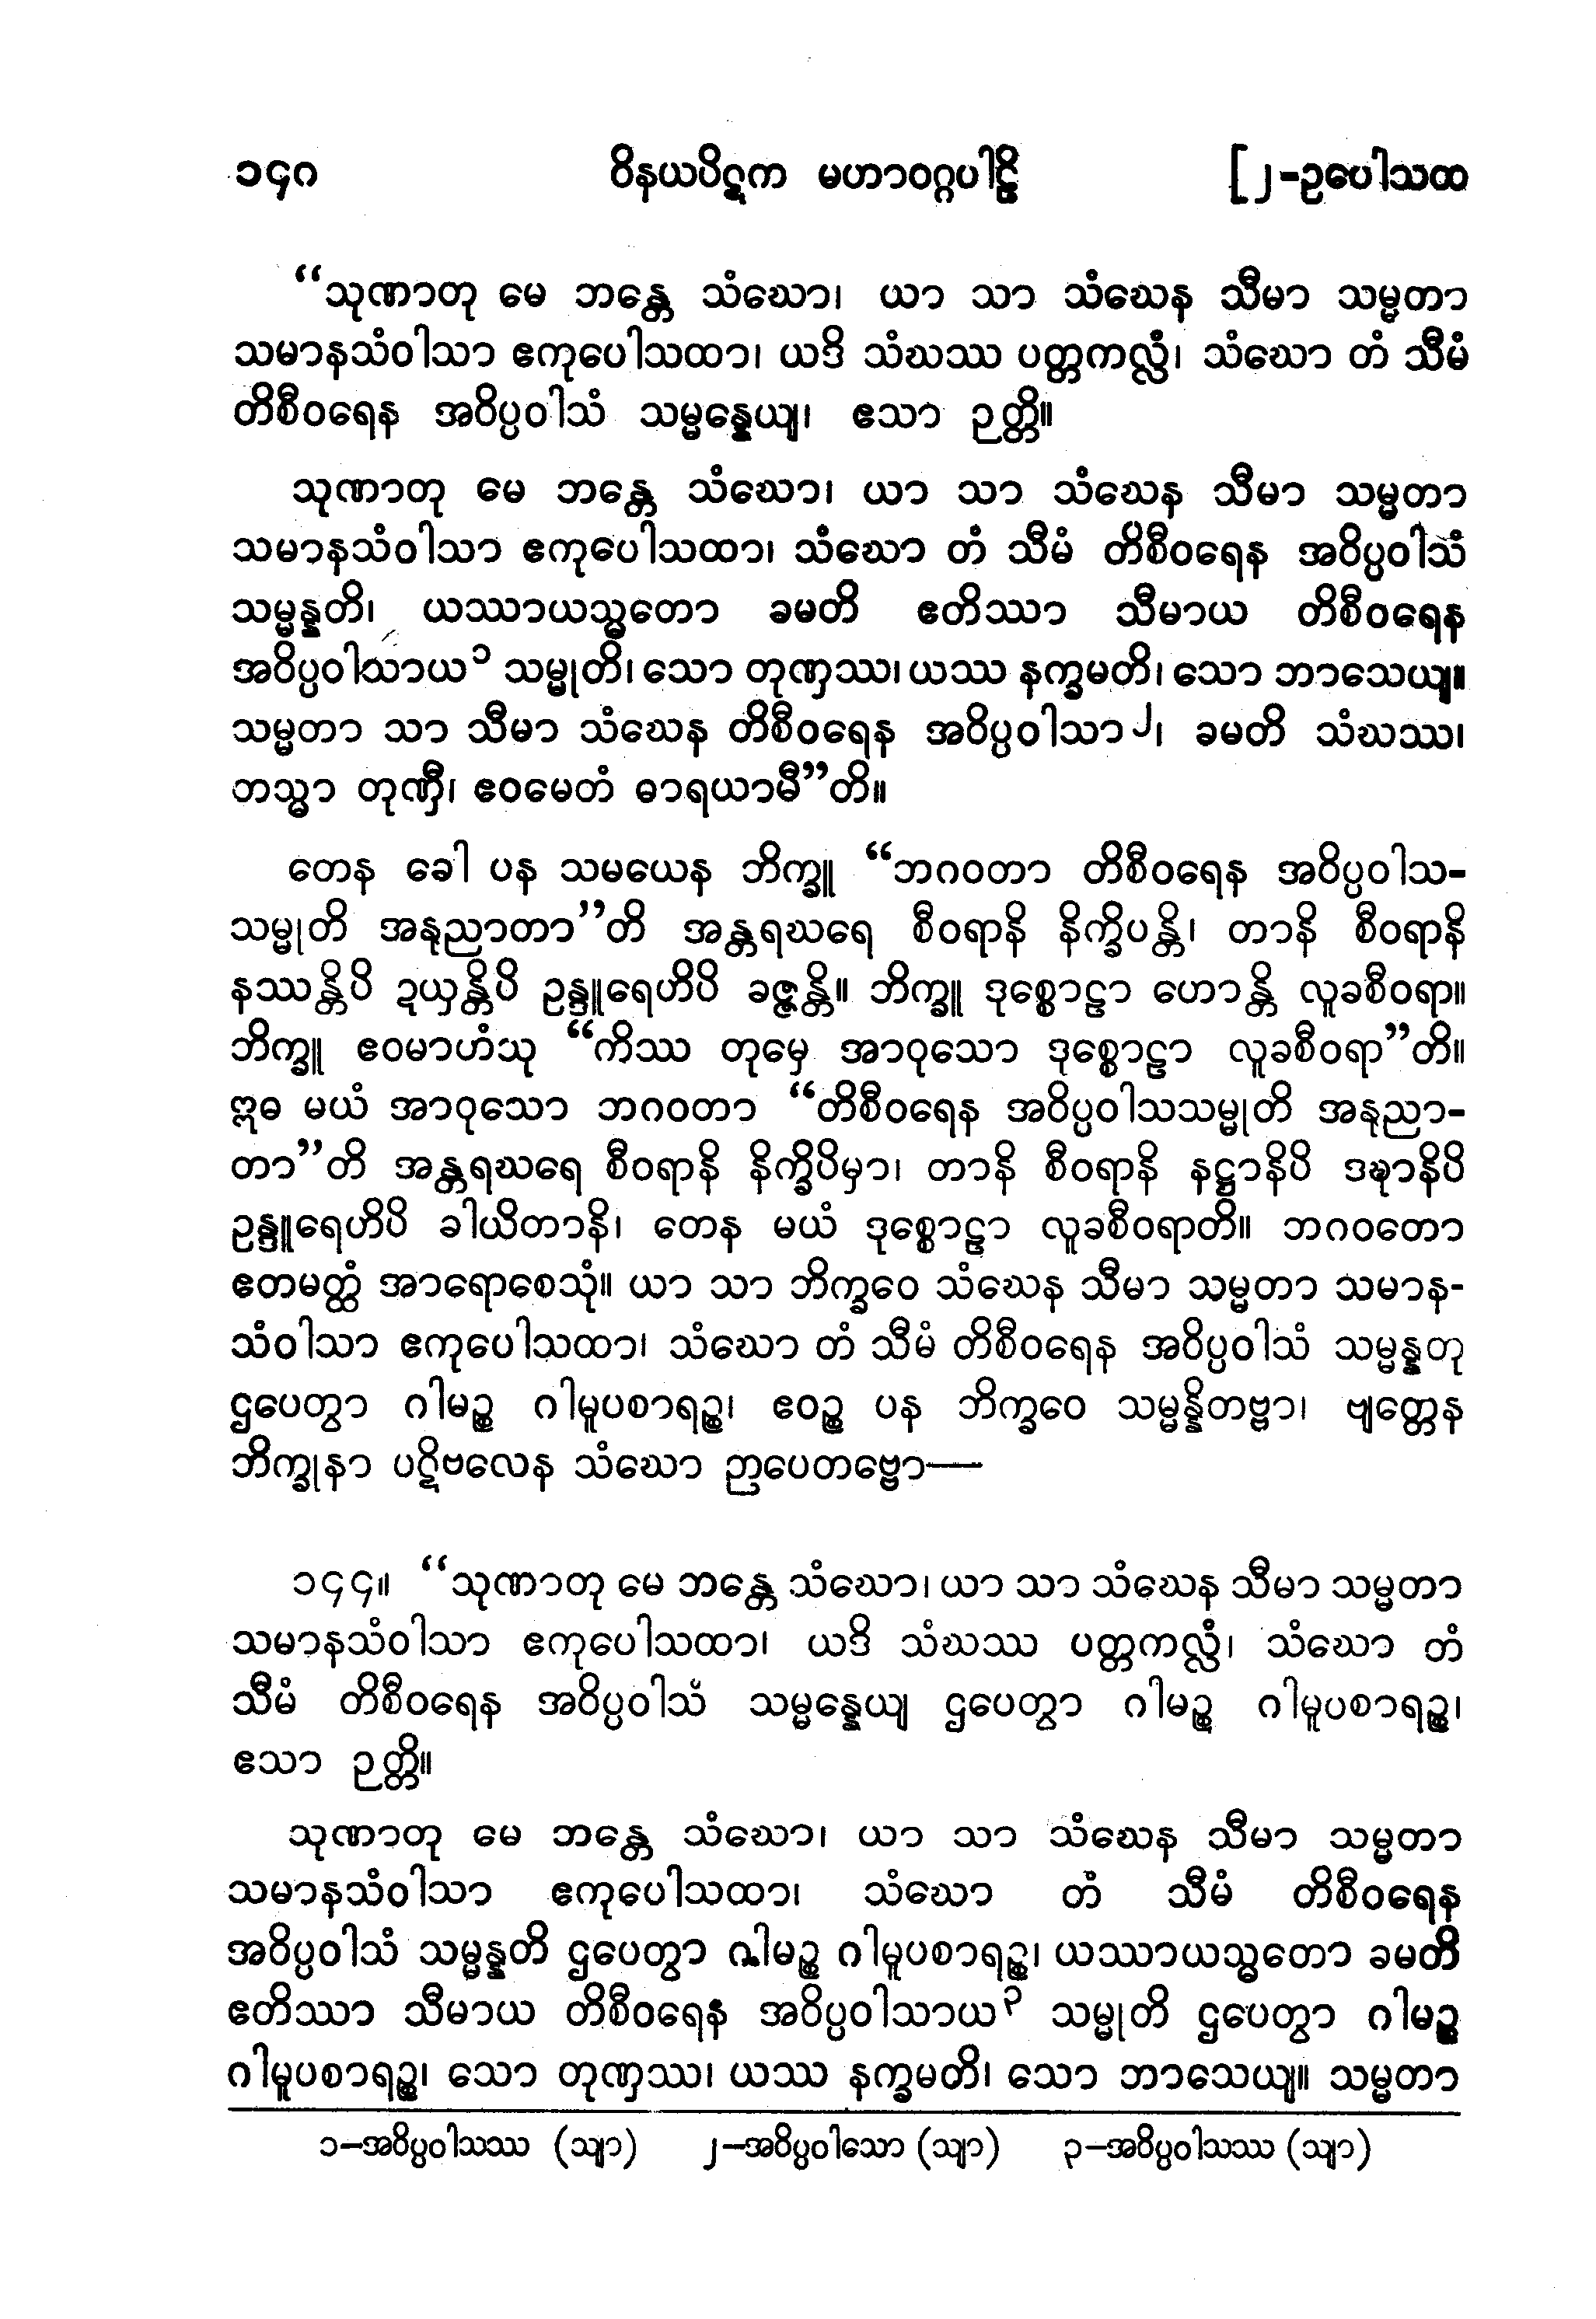 ၁၄၀ ဝိနယပိဋက မဟာဝဂ္ဂပါဠိ [၂-ဥပေါသထ
“သုဏာတု မေ ဘန္တေ သံဃော၊ ယာ သာ သံဃေန သီမာ သမ္မတာ
သမာနသံဝါသာ ဧကုပေါသထာ၊ ယဒိ သံဃဿ ပတ္တကလ္လံ၊ သံဃော တံ သီမံ
တိစီဝရေန အဝိပ္ပဝါသံ သမ္မန္နေယျ၊ ဧသာ ဉတ္တိ။
သုဏာတု မေ ဘန္တေ သံဃော၊ ယာ သာ သံဃေန သီမာ သမ္မတာ
သမာနသံဝါသာ ဧကုပေါသထာ၊ သံဃော တံ သီမံ တိစီဝရေန အဝိပ္ပဝါသံ
သမ္မန္နတိ၊ ယဿာယသ္မတော ခမတိ ဧတိဿာ သီမာယ တိစီဝရေန
အဝိပ္ပဝါသာယ၁ သမ္မုတိ၊ သော တုဏှဿ၊ ယဿ နက္ခမတိ၊ သော ဘာသေယျ။
သမ္မတာ သာ သီမာ သံဃေန တိစီဝရေန အဝိပ္ပဝါသာ၂၊ ခမတိ သံဃဿ၊
တသ္မာ တုဏှီ၊ ဧဝမေတံ ဓာရယာမီ”တိ။
တေန ခေါ ပန သမယေန ဘိက္ခူ “ဘဂဝတာ တိစီဝရေန အဝိပ္ပဝါသ-
သမ္မုတိ အနုညာတာ”တိ အန္တရဃရေ စီဝရာနိ နိက္ခိပန္တိ၊ တာနိ စီဝရာနိ
နဿန္တိပိ ဍယှန္တိပိ ဥန္ဒူရေဟိပိ ခဇ္ဇန္တိ။ ဘိက္ခူ ဒုစ္စောဠာ ဟောန္တိ လူခစီဝရာ။
ဘိက္ခူ ဧဝမာဟံသု “ကိဿ တုမှေ အာဝုသော ဒုစ္စောဠာ လူခစီဝရာ”တိ။
ဣဓ မယံ အာဝုသော ဘဂဝတာ “တိစီဝရေန အဝိပ္ပဝါသသမ္မုတိ အနုညာ-
တာ”တိ အန္တရဃရေ စီဝရာနိ နိက္ခိပိမှာ၊ တာနိ စီဝရာနိ နဋ္ဌာနိပိ ဒဍ္ဎာနိပိ
ဥန္ဒူရေဟိပိ ခါယိတာနိ၊ တေန မယံ ဒုစ္စောဠာ လူခစီဝရာတိ။ ဘဂဝတော
ဧတမတ္ထံ အာရောစေသုံ။ ယာ သာ ဘိက္ခဝေ သံဃေန သီမာ သမ္မတာ သမာန-
သံဝါသာ ဧကုပေါသထာ၊ သံဃော တံ သီမံ တိစီဝရေန အဝိပ္ပဝါသံ သမ္မန္နတု
ဌပေတွာ ဂါမဉ္စ ဂါမူပစာရဉ္စ၊ ဧဝဉ္စ ပန ဘိက္ခဝေ သမ္မန္နိတဗ္ဗာ၊ ဗျတ္တေန
ဘိက္ခုနာ ပဋိဗလေန သံဃော ဉာပေတဗ္ဗော—
၁၄၄။ “သုဏာတု မေ ဘန္တေ သံဃော၊ ယာ သာ သံဃေန သီမာ သမ္မတာ
သမာနသံဝါသာ ဧကုပေါသထာ၊ ယဒိ သံဃဿ ပတ္တကလ္လံ၊ သံဃော တံ
သီမံ တိစီဝရေန အဝိပ္ပဝါသံ သမ္မန္နေယျ ဌပေတွာ ဂါမဉ္စ ဂါမူပစာရဉ္စ၊
ဧသာ ဉတ္တိ။
သုဏာတု မေ ဘန္တေ သံဃော၊ ယာ သာ သံဃေန သီမာ သမ္မတာ
သမာနသံဝါသာ ဧကုပေါသထာ၊ သံဃော တံ သီမံ တိစီဝရေန
အဝိပ္ပဝါသံ သမ္မန္နတိ ဌပေတွာ ဂါမဉ္စ ဂါမူပစာရဉ္စ၊ ယဿာယသ္မတော ခမတိ
ဧတိဿာ သီမာယ တိစီဝရေန အဝိပ္ပဝါသာယ၃ သမ္မုတိ ဌပေတွာ ဂါမဉ္စ
ဂါမူပစာရဉ္စ၊ သော တုဏှဿ၊ ယဿ နက္ခမတိ၊ သော ဘာသေယျ။ သမ္မတာ
၁-အဝိပ္ပဝါသဿ (သျာ) ၂-အဝိပ္ပဝါသော (သျာ) ၃-အဝိပ္ပဝါသဿ (သျာ)